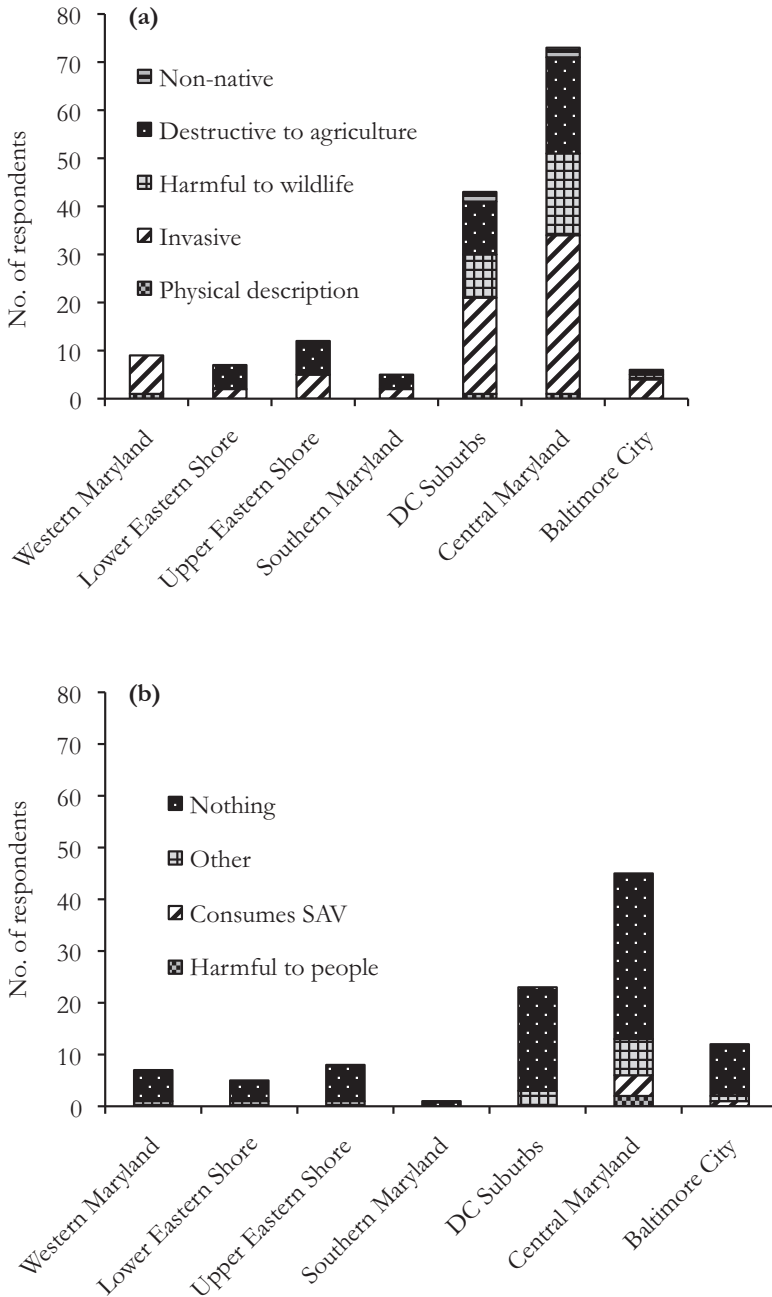 (a)
80
70
60
50
40
30
20
10
0
No. of respondents
Non-native
Destructive to agriculture
Harmful to wildlife
Invasive
Physical description
Western Maryland
Lower Eastern Shore
Upper Eastern Shore
Southern Maryland
DC Suburbs
Central Maryland
Baltimore City
(b)
80
70
60
50
40
30
20
10
0
No. of respondents
Nothing
Other
Consumes SAV
Harmful to people
Western Maryland
Lower Eastern Shore
Upper Eastern Shore
Southern Maryland
DC Suburbs
Central Maryland
Baltimore City